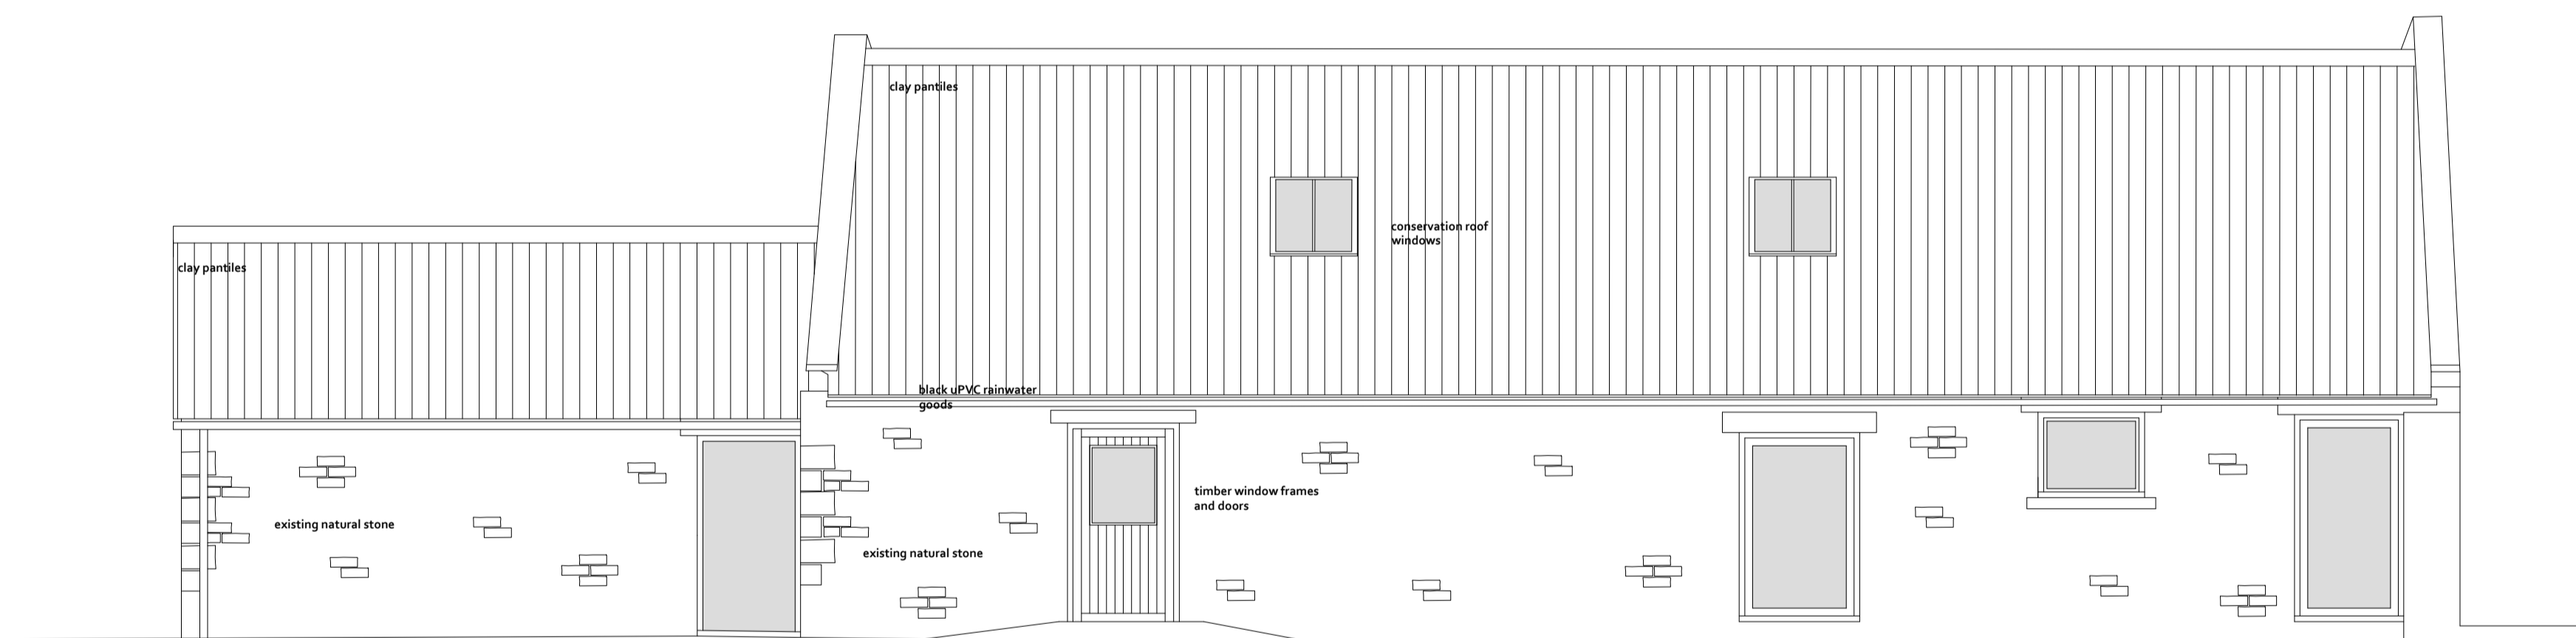 clay pantiles
clay pantiles
conservation roof
windows
black uPVC rainwater
goods
existing natural stone
existing natural stone
timber window frames
and doors